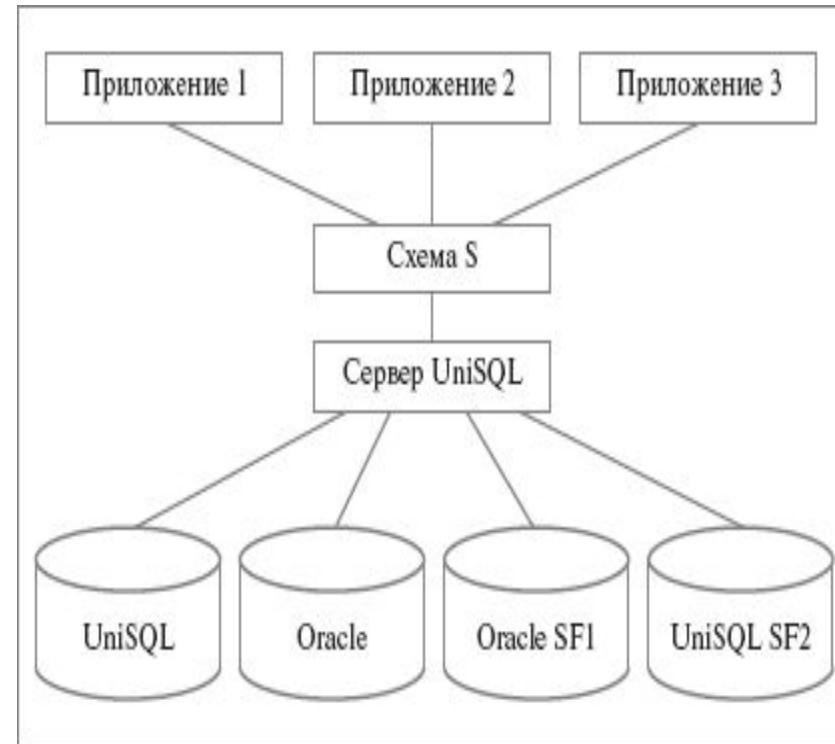 Приложение 1
Приложение 2
Приложение 3
Схема S
Сервер UniSQL
UniSQL
Oracle
Oracle SF1
UniSQL SF2